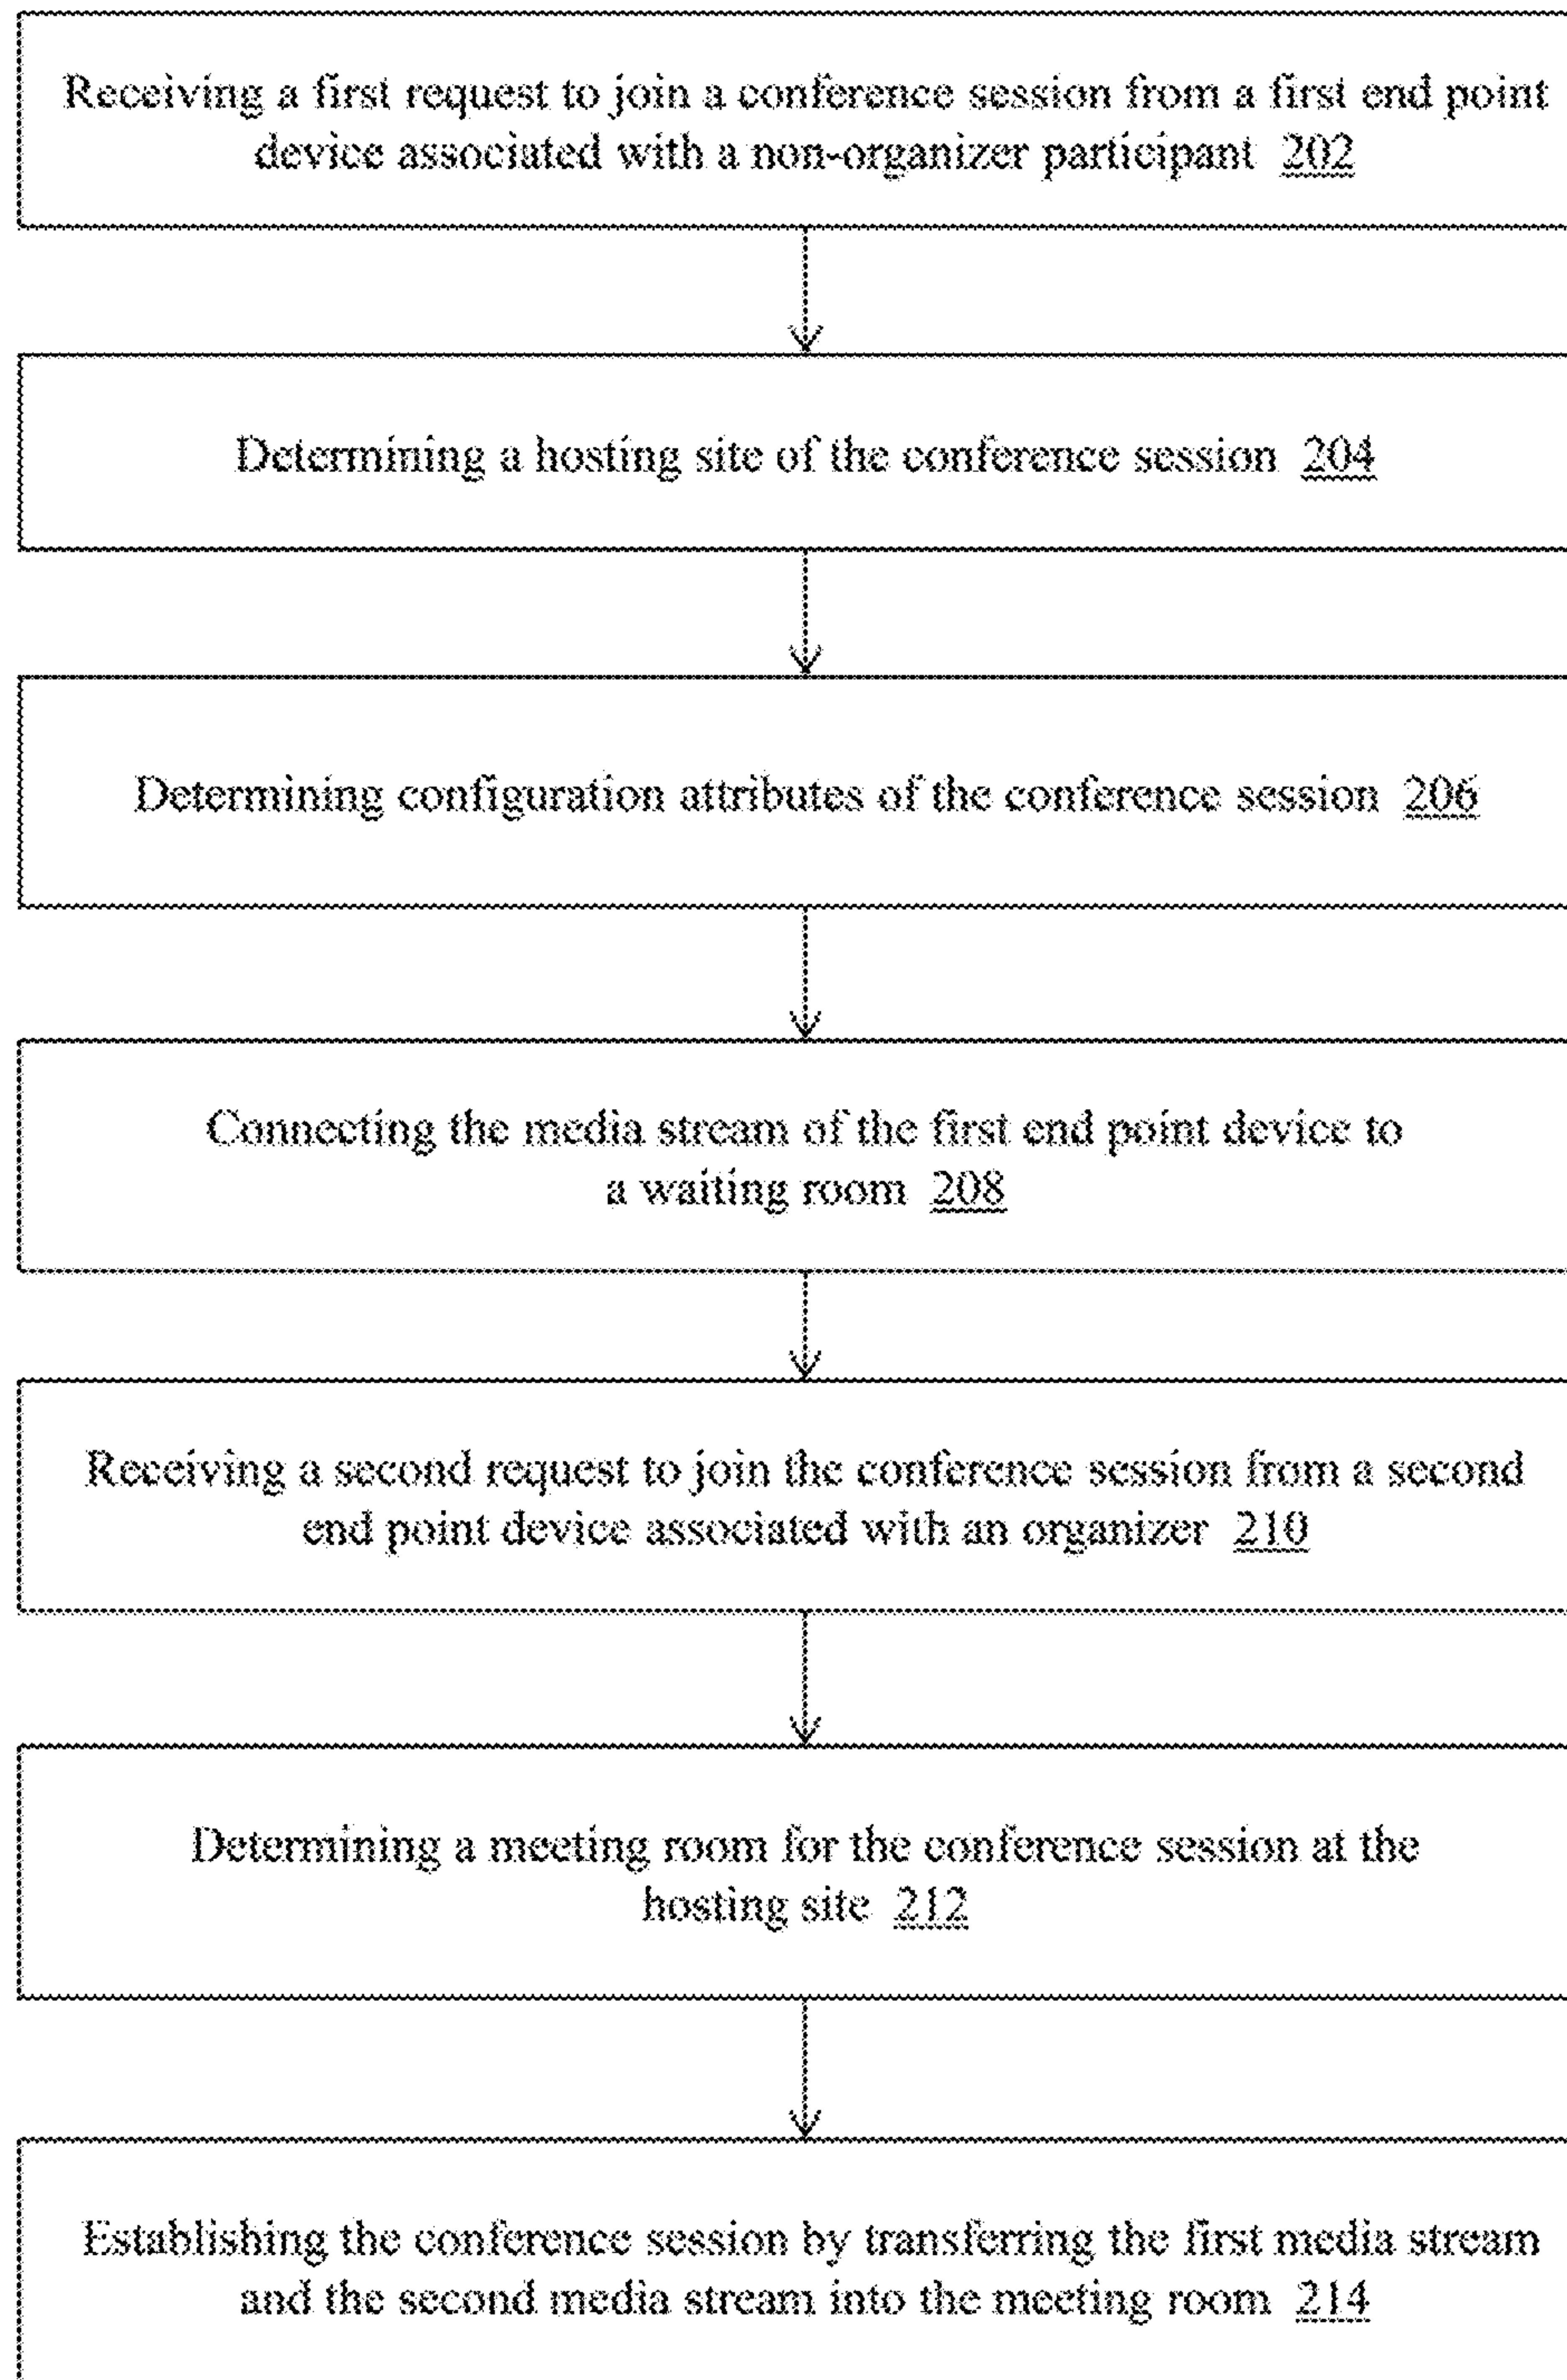 Receiving a first request to join a conference session from a first end point
device associated with a non-organizer participant 202
Determining a hosting site of the conference session 204
Determining configuration attributes of the conference session 206
Connecting the media stream of the first end point device to
a waiting room 208
Receiving a second request to join the conference session from a second
end point device associated with an organizer 210
Determining a meeting room for the conference session at the
hosting site 212
Establishing the conference session by transferring the first media stream
and the second media stream into the meeting room 214